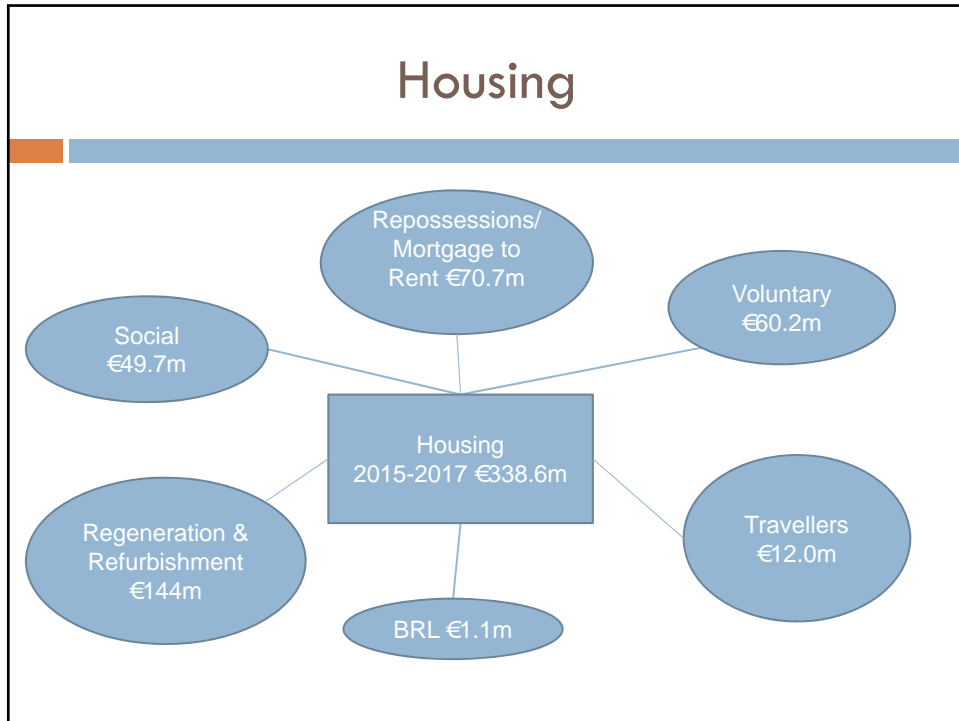 Housing
Repossessions/
Mortgage to
Rent €70.7m
Voluntary
€60.2m
Social
€49.7m
Housing
2015-2017 €338.6m
Regeneration &
Refurbishment
€144m
Travellers
€12.0m
BRL €1.1m